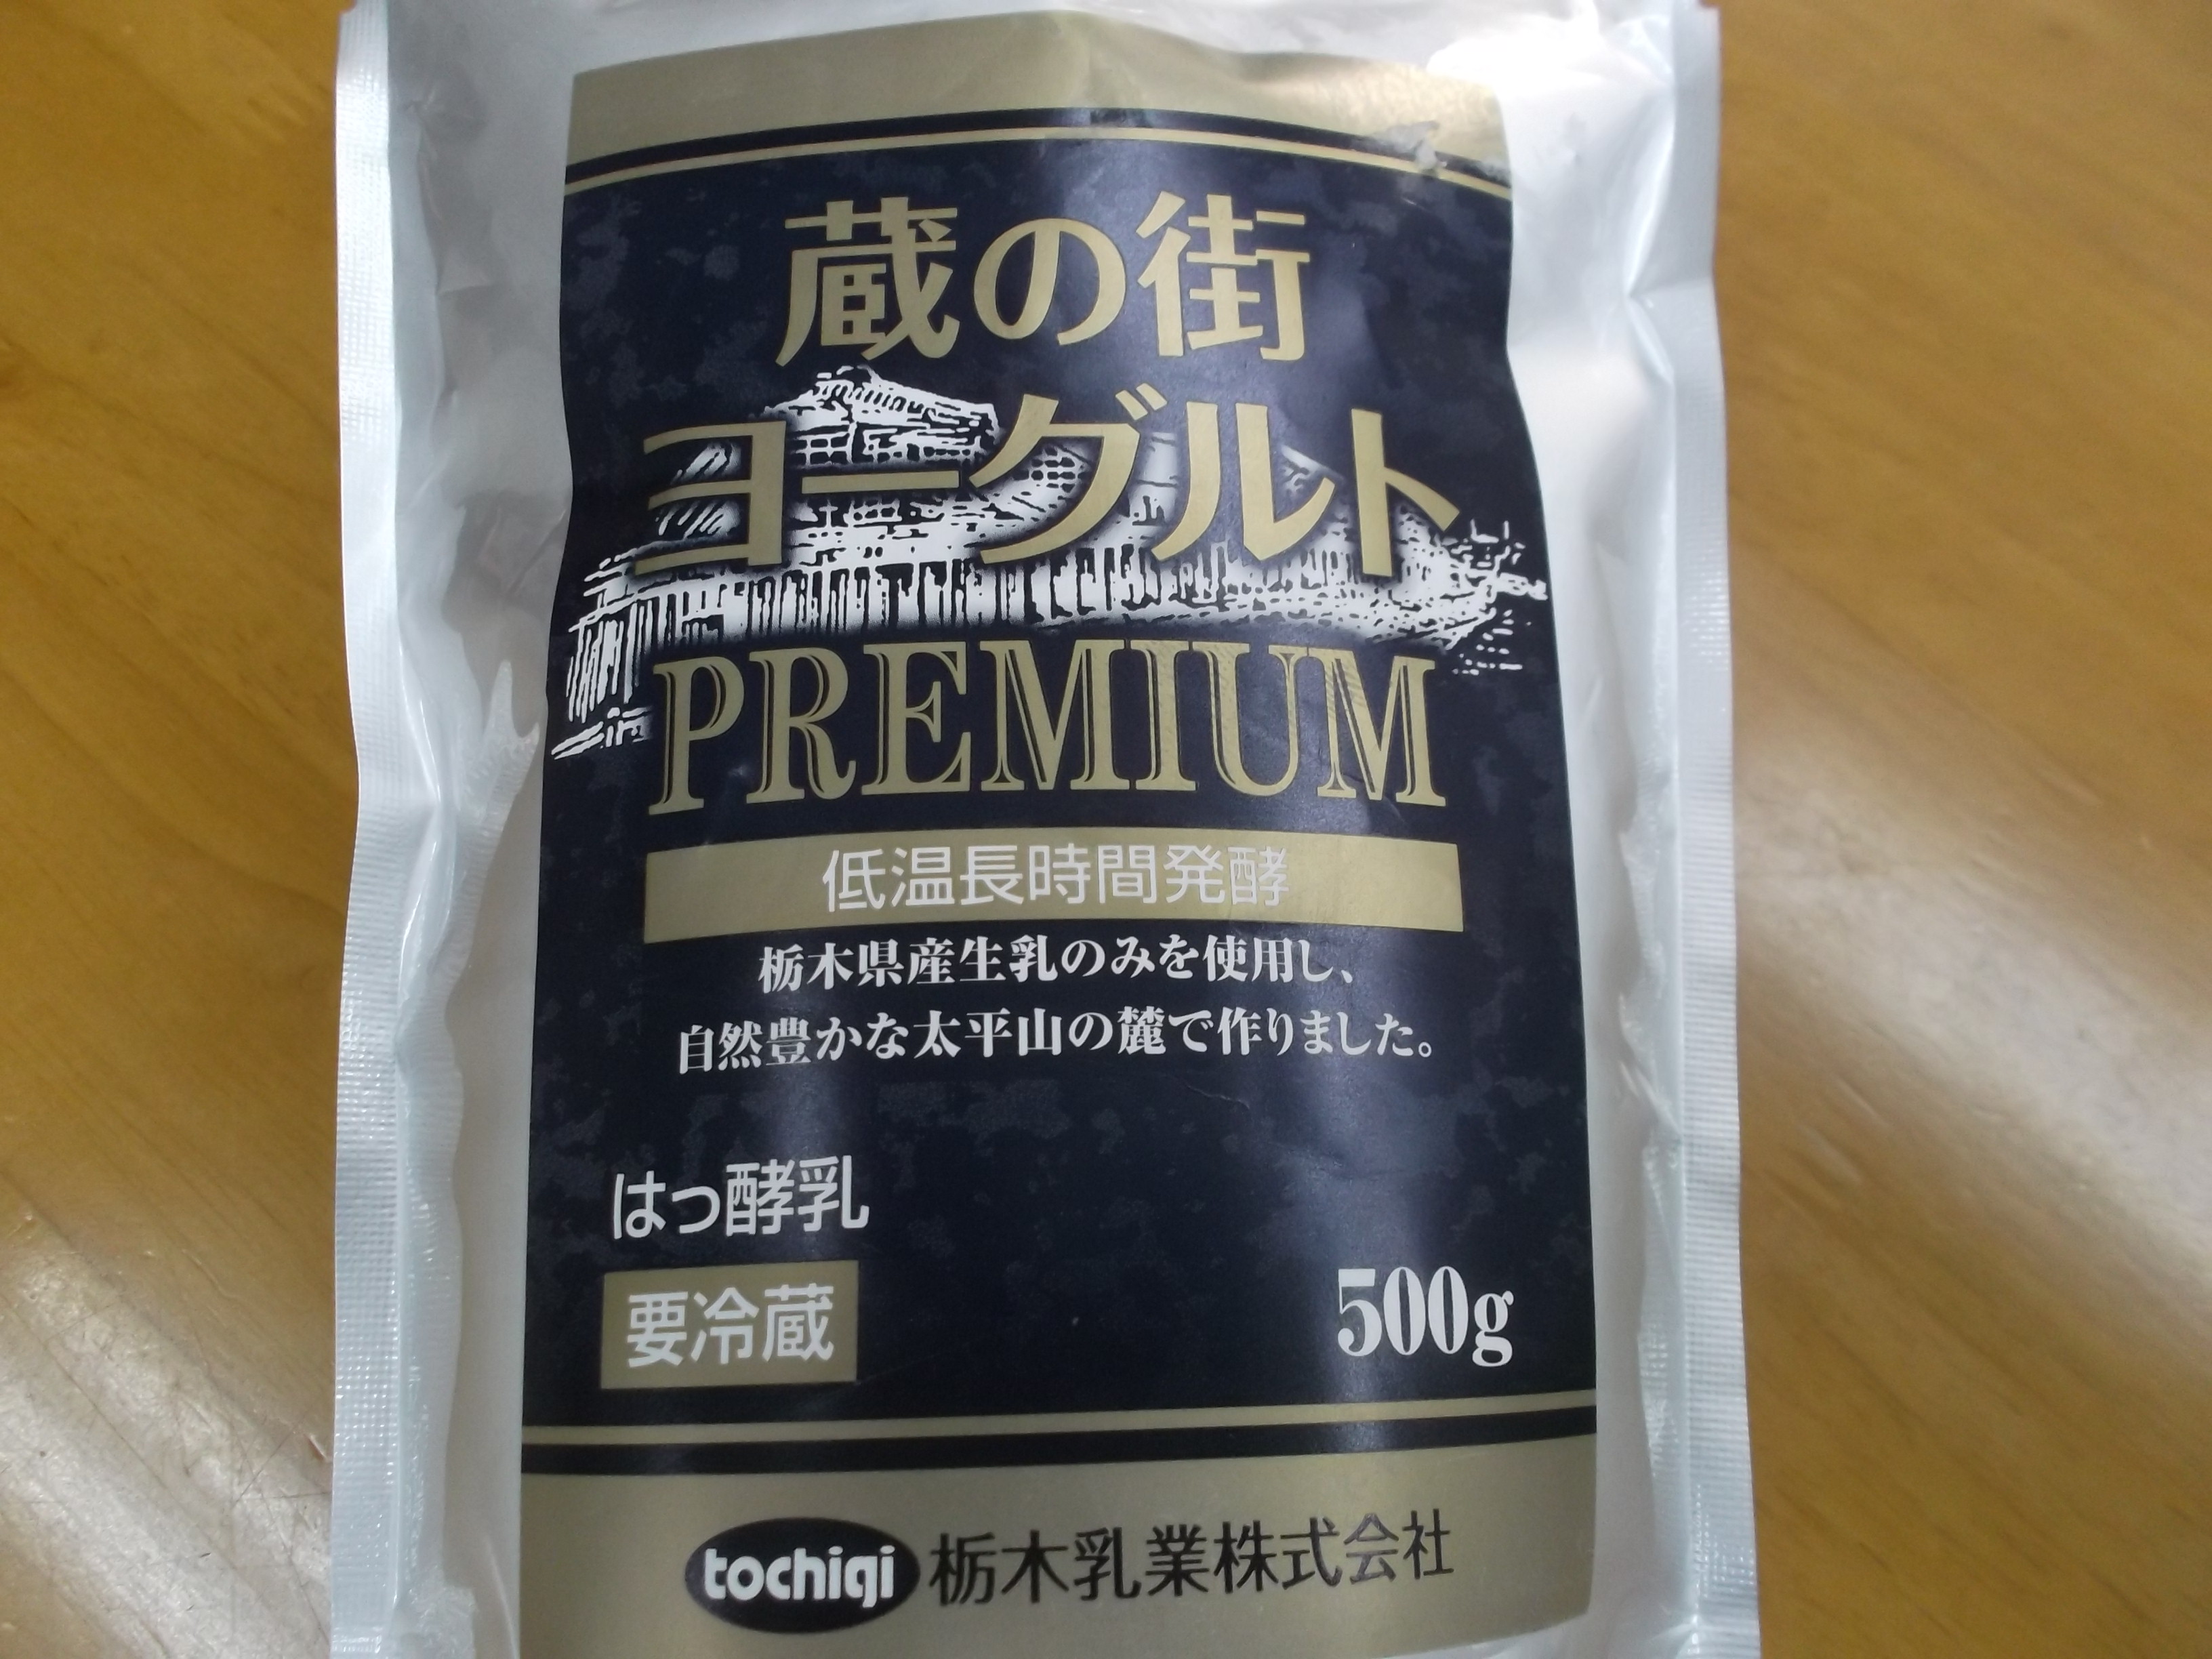 蔵の街
ヨーグルト
PREMIUM
低温長時間発酵
栃木県産生乳のみを使用し、
自然豊かな太平山の麓で作りました。
はっ酵乳
要冷蔵
500g
tochigi 栃木乳業株式会社